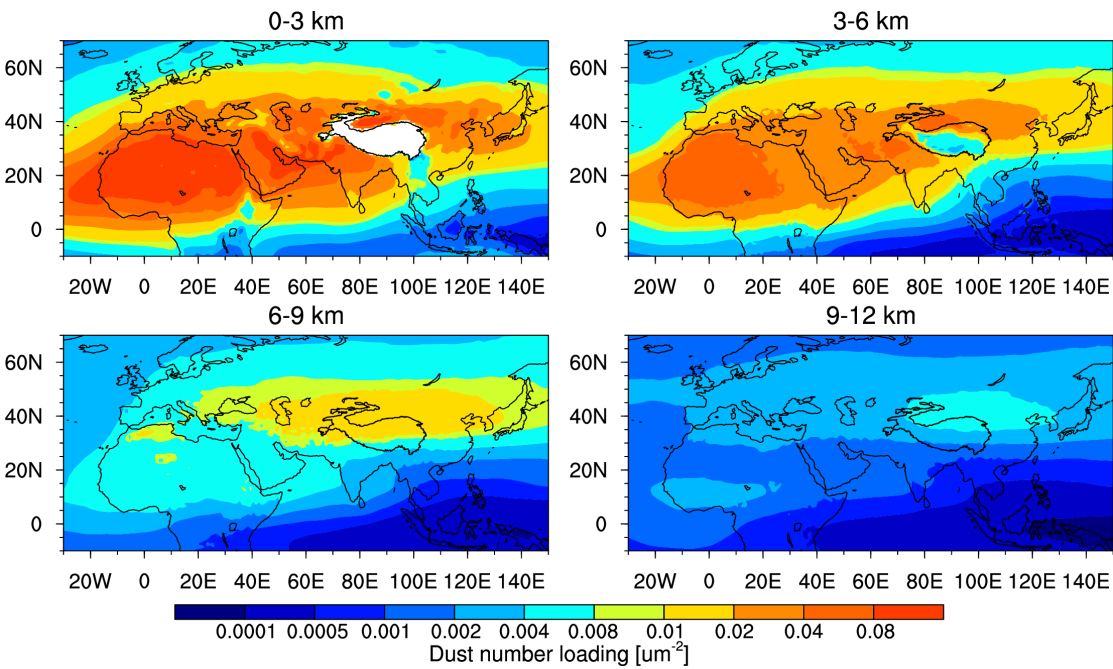 0-3 km
3-6 km
60N
40N
20N
0
60N
40N
20N
0
20W 0 20E 40E 60E 80E 100E 120E 140E
20W 0 20E 40E 60E 80E 100E 120E 140E
6-9 km
9-12 km
60N
40N
20N
0
60N
40N
20N
0
20W 0 20E 40E 60E 80E 100E 120E 140E
20W 0 20E 40E 60E 80E 100E 120E 140E
0.0001 0.0005 0.001 0.002 0.004 0.008 0.01 0.02 0.04 0.08
Dust number loading [um⁻²]